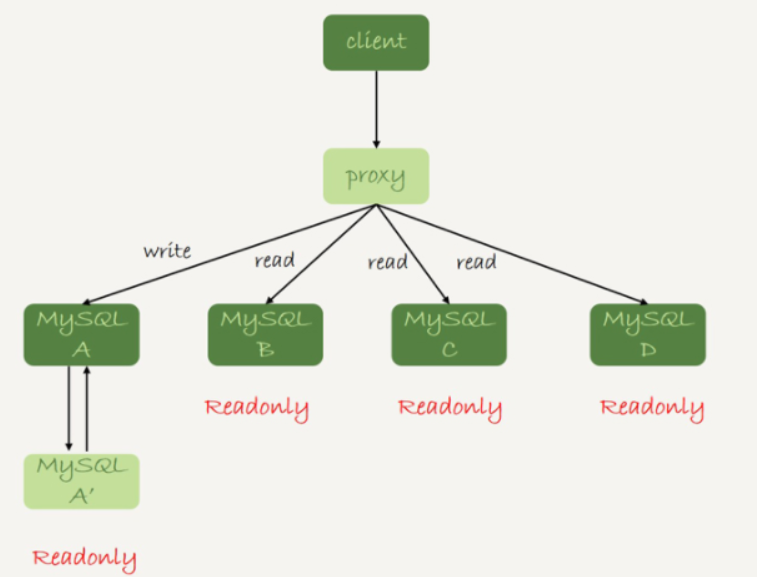 client
proxy
write
read
read
read
MySQL
A
MySQL
B
MySQL
C
MySQL
D
Readonly
Readonly
Readonly
MySQL
A'
Readonly